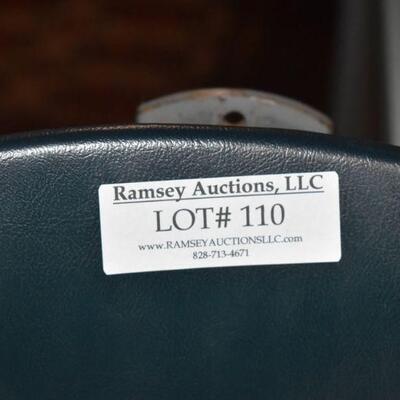 Ramsey Auctions, LLC
LOT# 110
www.RAMSEYAUCTIONSLLC.com
828-713-4671